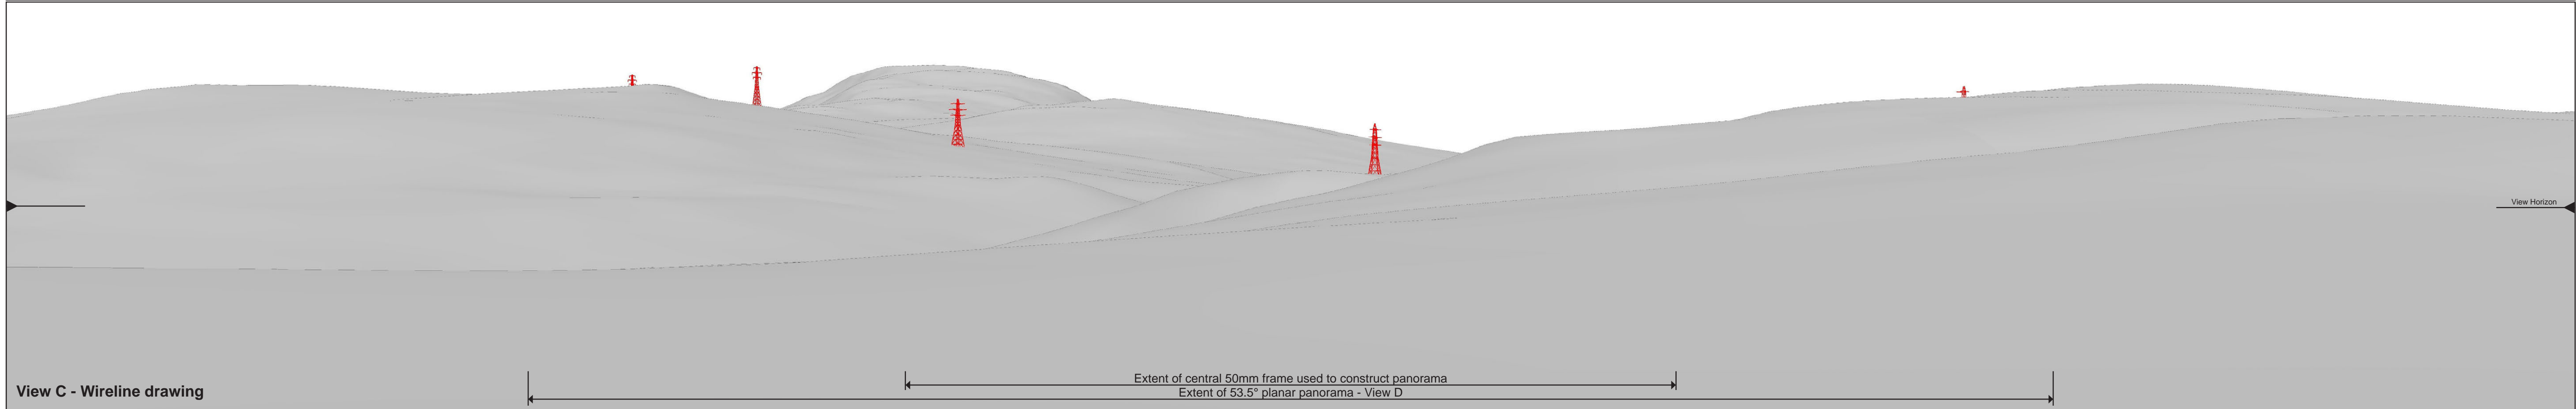 View Horizon
Extent of central 50mm frame used to construct panorama
Extent of 53.5° planar panorama - View D
View C - Wireline drawing